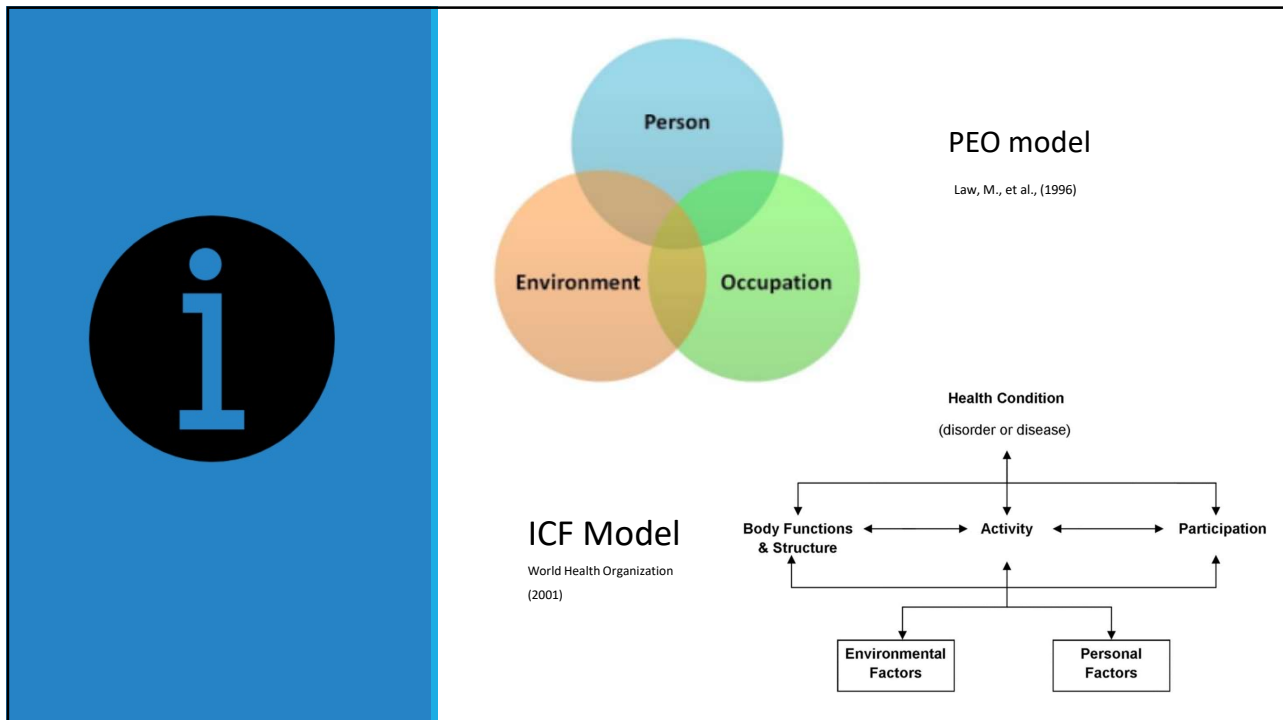 Person
Environment
Occupation
PEO model
Law, M., et al., (1996)
Health Condition
(disorder or disease)
ICF Model
World Health Organization
(2001)
Body Functions
& Structure
Activity
Participation
Environmental
Factors
Personal
Factors